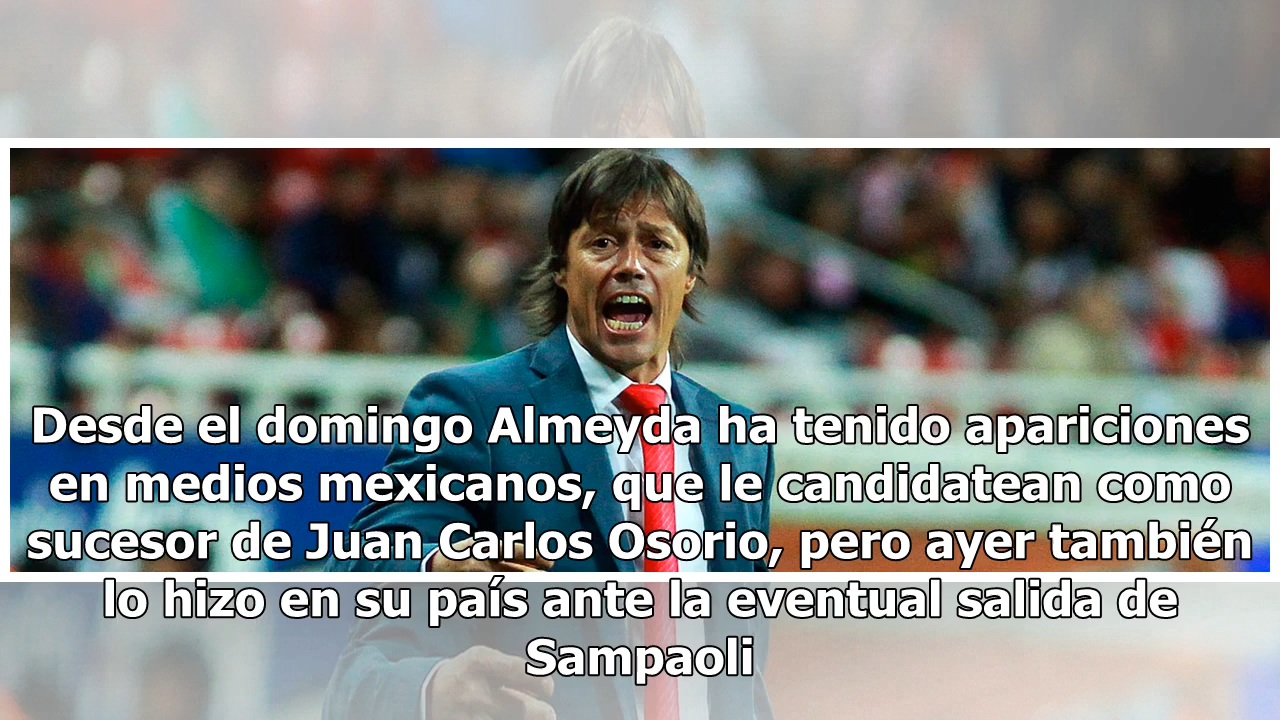 Desde el domingo Almeyda ha tenido apariciones
en medios mexicanos, que le candidatean como
sucesor de Juan Carlos Osorio, pero ayer también
lo hizo en su país ante la eventual salida de
Sampaoli